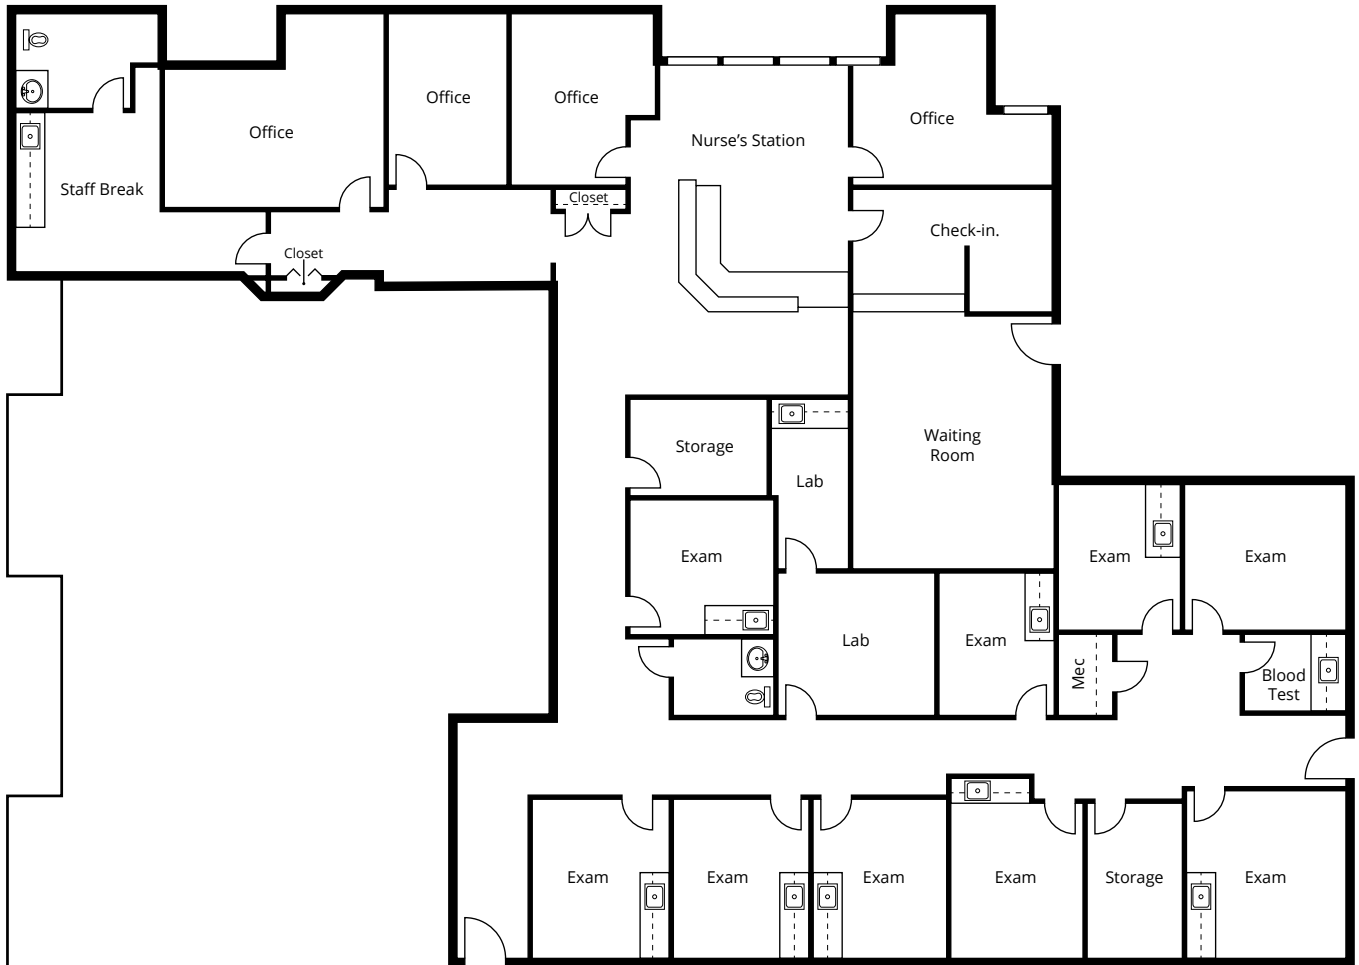 Office
Office
Office
Office
Nurse's Station
Staff Break
Closet
Check-in.
Closet
Storage
Waiting
Room
Lab
Exam
Exam
Exam
Lab
Exam
Mec
Blood
Test
Exam
Exam
Exam
Exam
Storage
Exam